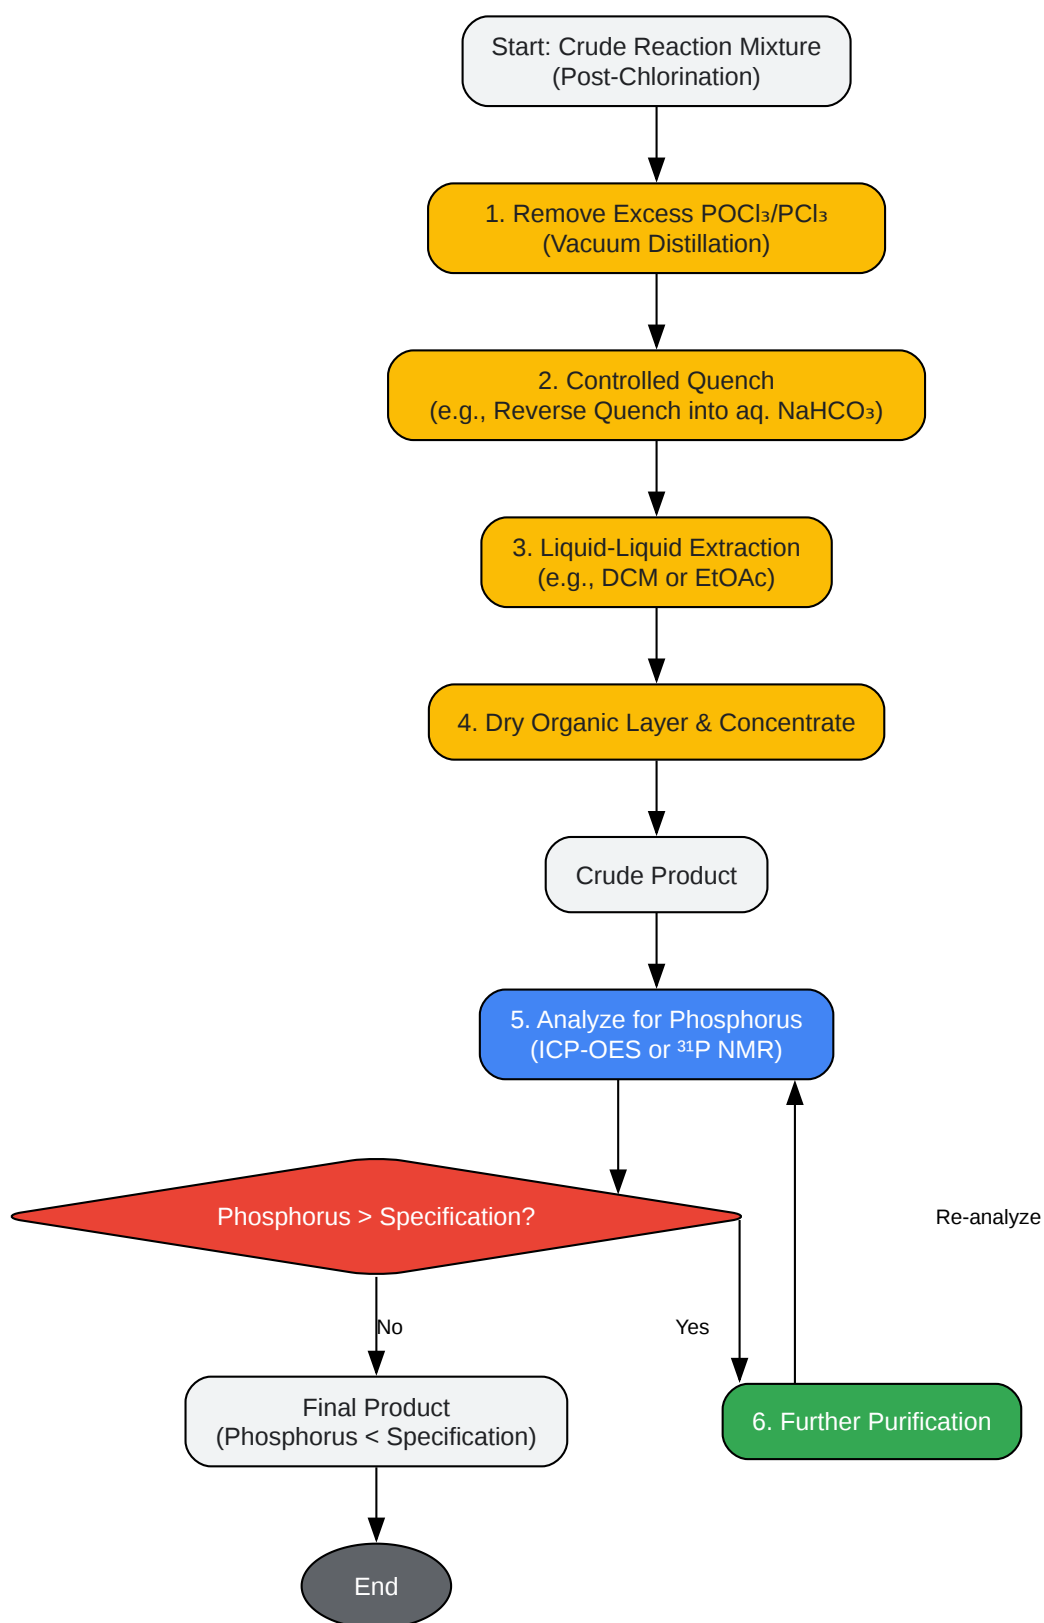 Start: Crude Reaction Mixture
(Post-Chlorination)
1. Remove Excess POCl₃/PCl₃
(Vacuum Distillation)
2. Controlled Quench
(e.g., Reverse Quench into aq. NaHCO₃)
3. Liquid-Liquid Extraction
(e.g., DCM or EtOAc)
4. Dry Organic Layer & Concentrate
Crude Product
5. Analyze for Phosphorus
(ICP-OES or ³¹P NMR)
Phosphorus > Specification?
Re-analyze
No
Yes
Final Product
(Phosphorus < Specification)
6. Further Purification
End